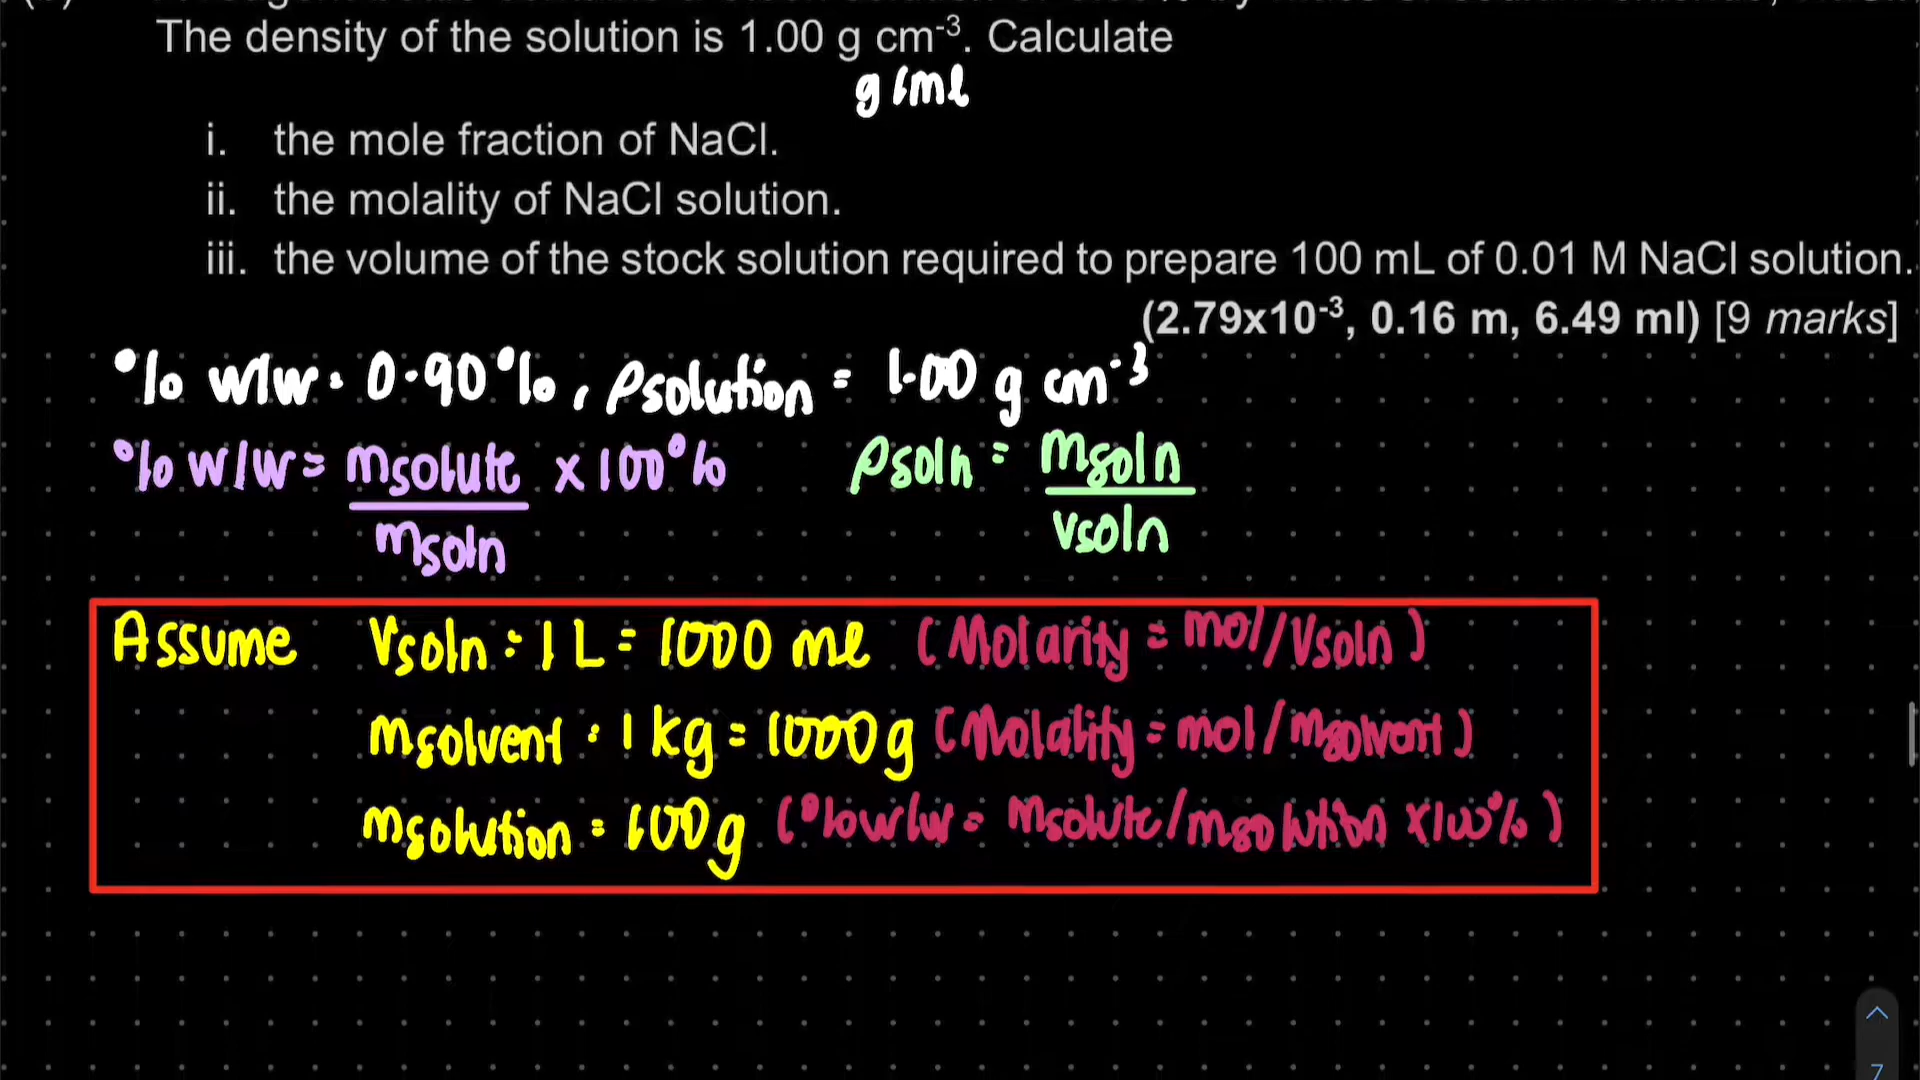 The density of the solution is 1.00 g cm⁻³. Calculate
g/ml
i. the mole fraction of NaCl.
ii. the molality of NaCl solution.
iii. the volume of the stock solution required to prepare 100 mL of 0.01 M NaCl solution.
(2.79x10⁻³, 0.16 m, 6.49 ml) [9 marks]
% w/w = 0.90%, ρsolution = 1.00 g cm⁻³
% w/w = msolute / msoln x 100% ρsoln = msoln / vsoln
Assume Vsoln = 1 L = 1000 ml (Molarity = mol/Vsoln)
msolvent = 1 kg = 1000g (Molality = mol/msolvent)
msolution = 100g (% w/w = msolute/msolution x100%)
7